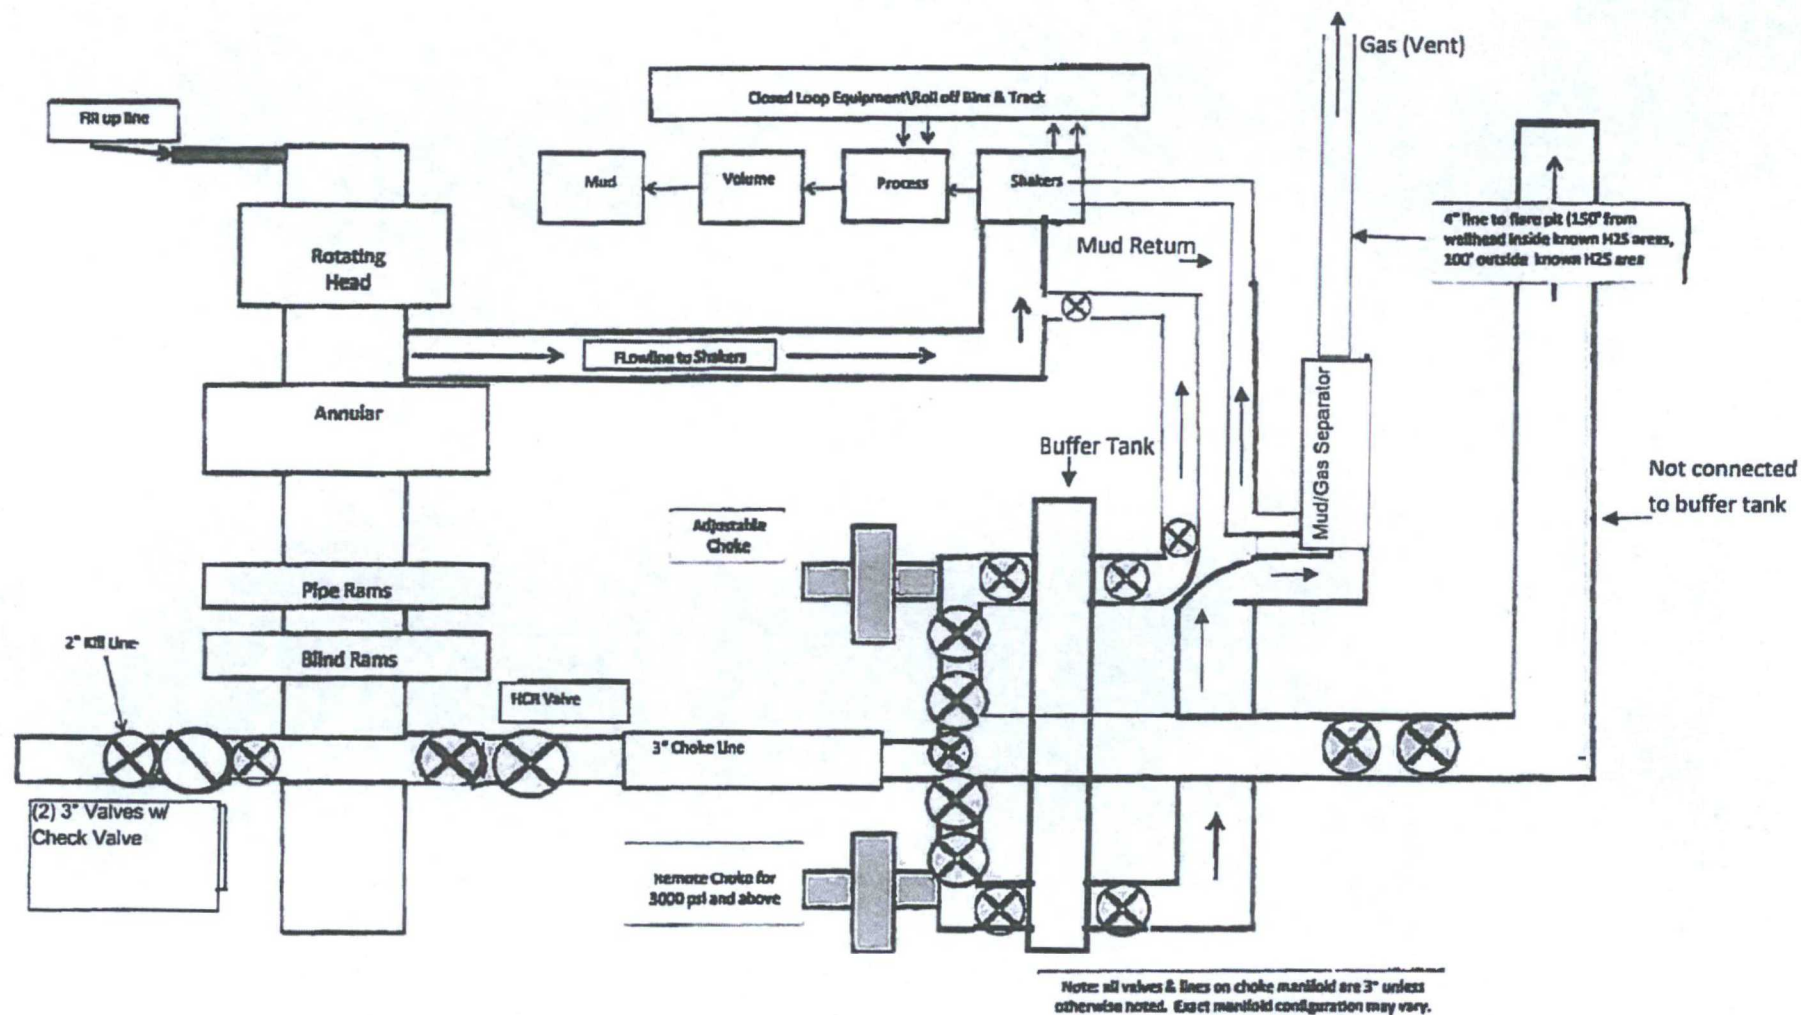 Gas (Vent)
Closed Loop Equipment\Roll off Bins & Track
Fill up line
Mud
Volume
Process
Shakers
4" line to flare pit (150' from
wellhead inside known H2S areas,
100' outside known H2S area
Mud Return
Rotating
Head
FLowline to Shakers
Annular
Mud/Gas Separator
Buffer Tank
Not connected
to buffer tank
Adjustable
Choke
Pipe Rams
2" Kill Line
Blind Rams
HCR Valve
3" Choke Line
(2) 3" Valves w/
Check Valve
Remote Choke for
3000 psi and above
Note: all valves & lines on choke manifold are 3" unless
otherwise noted. Exact manifold configuration may vary.